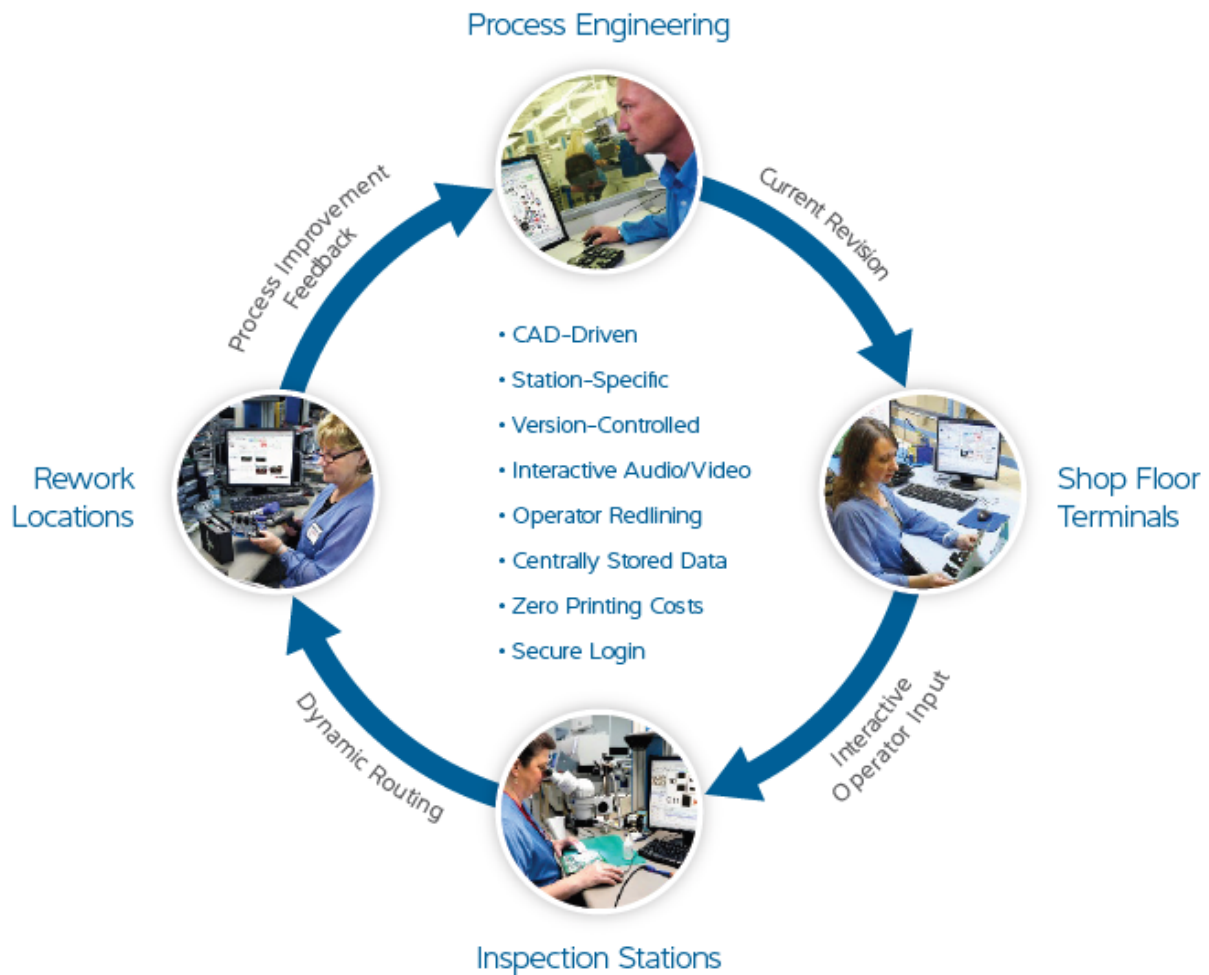 Process Engineering
Current Revision
Process Improvement
Feedback
• CAD-Driven
• Station-Specific
• Version-Controlled
• Interactive Audio/Video
• Operator Redlining
• Centrally Stored Data
• Zero Printing Costs
• Secure Login
Rework
Locations
Shop Floor
Terminals
Dynamic Routing
Interactive
Operator Input
Inspection Stations